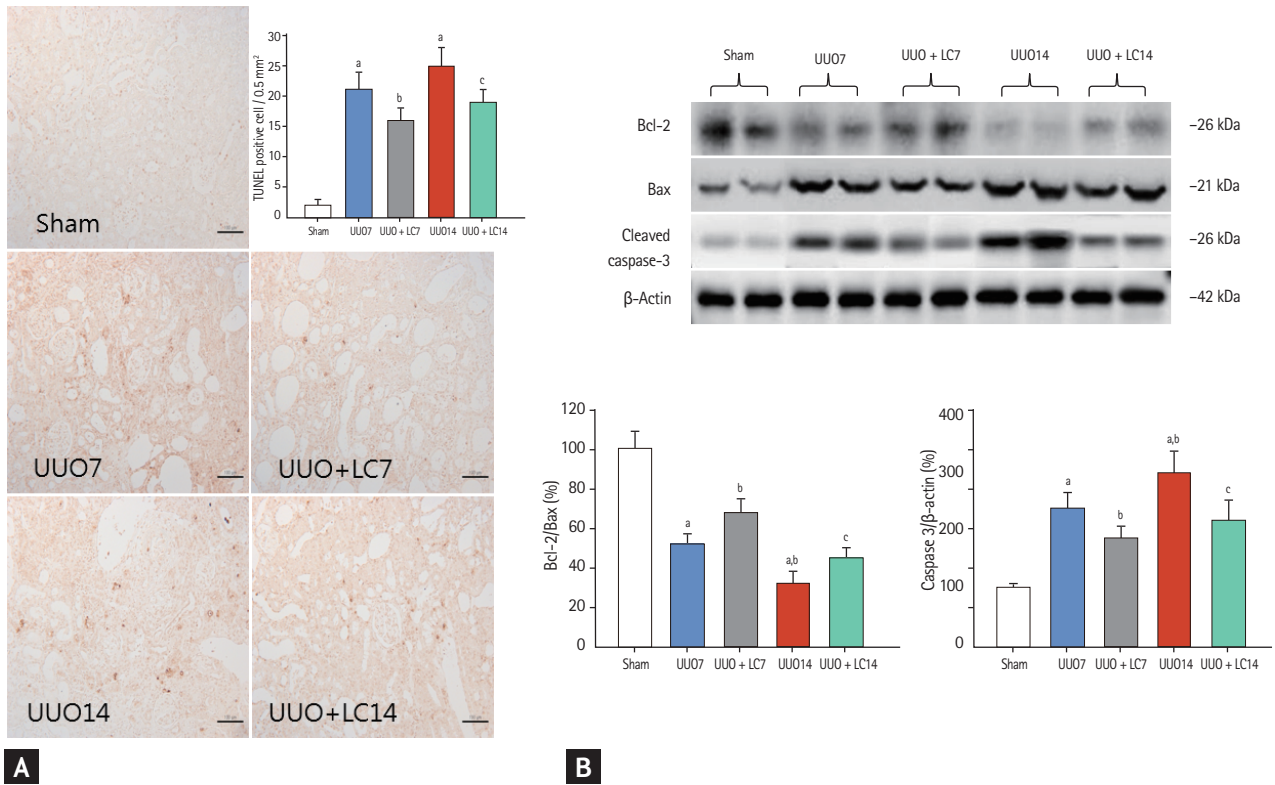 Sham
UUO7
UUO+LC7
UUO14
UUO+LC14
TUNEL positive cell / 0.5 mm²
30
25
20
15
10
5
0
a
b
a
c
Sham
UUO7
UUO + LC7
UUO14
UUO + LC14
A
Sham
UUO7
UUO + LC7
UUO14
UUO + LC14
Bcl-2
–26 kDa
Bax
–21 kDa
Cleaved
caspase-3
–26 kDa
β-Actin
–42 kDa
Bcl-2/Bax (%)
120
100
80
60
40
20
0
a
b
a,b
c
Sham
UUO7
UUO + LC7
UUO14
UUO + LC14
Caspase 3/β-actin (%)
400
300
200
100
0
a
b
a,b
c
Sham
UUO7
UUO + LC7
UUO14
UUO + LC14
B